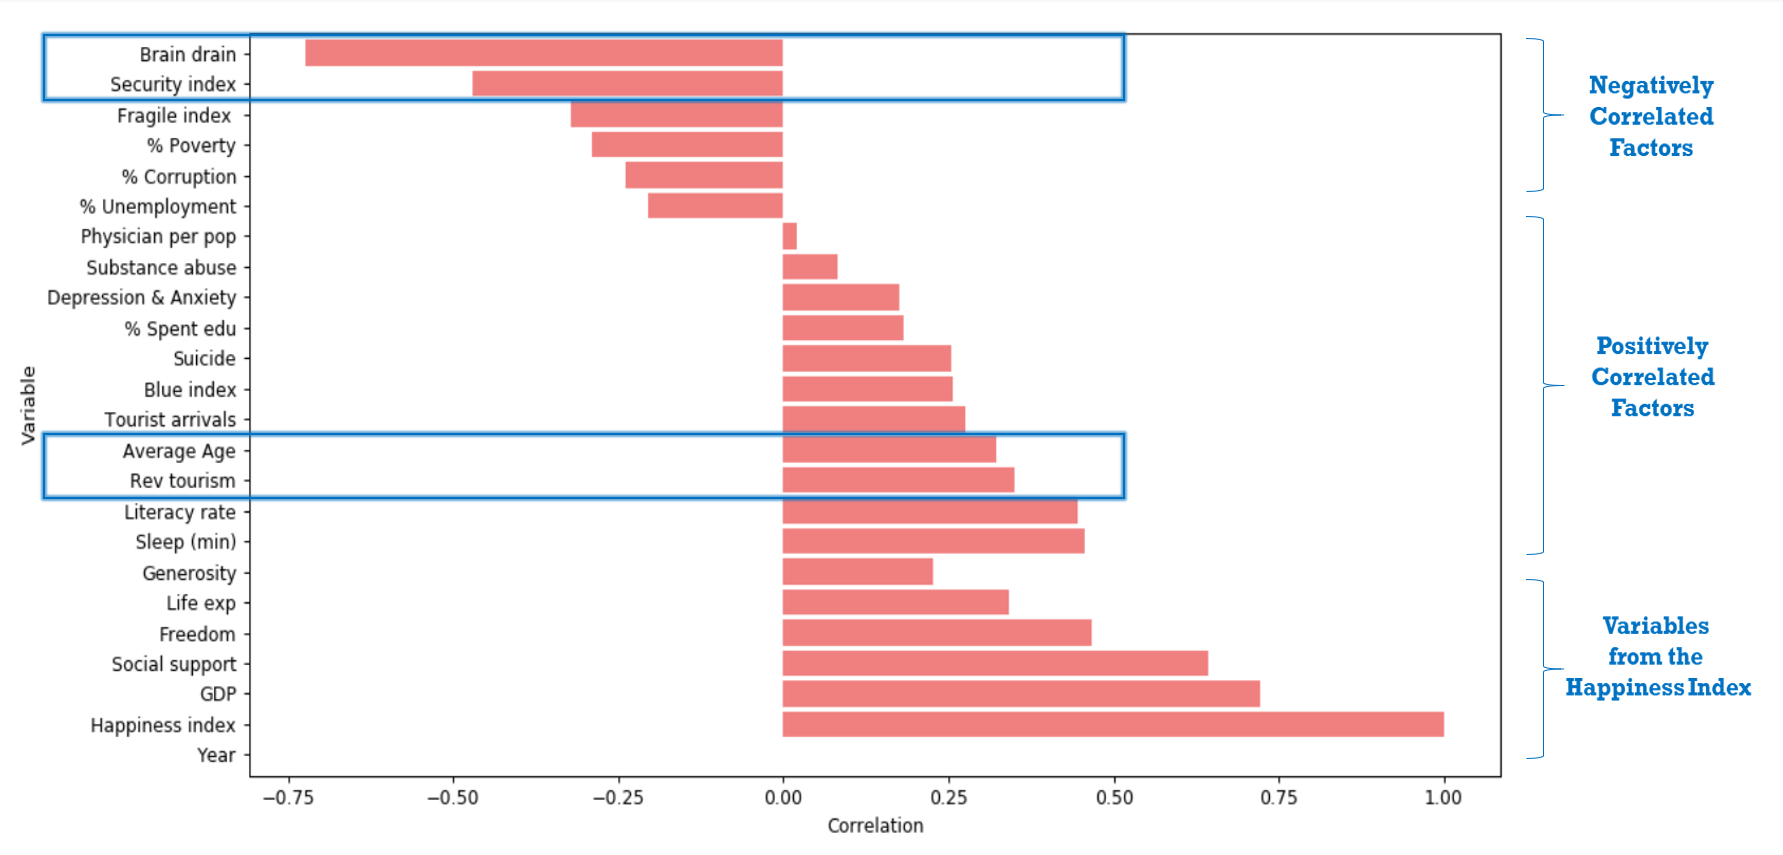 Brain drain
Security index
Fragile index
% Poverty
% Corruption
% Unemployment
Physician per pop
Substance abuse
Depression & Anxiety
% Spent edu
Suicide
Blue index
Tourist arrivals
Average Age
Rev tourism
Literacy rate
Sleep (min)
Generosity
Life exp
Freedom
Social support
GDP
Happiness index
Year
Variable
−0.75 −0.50 −0.25 0.00 0.25 0.50 0.75 1.00
Correlation
Negatively
Correlated
Factors
Positively
Correlated
Factors
Variables
from the
Happiness Index